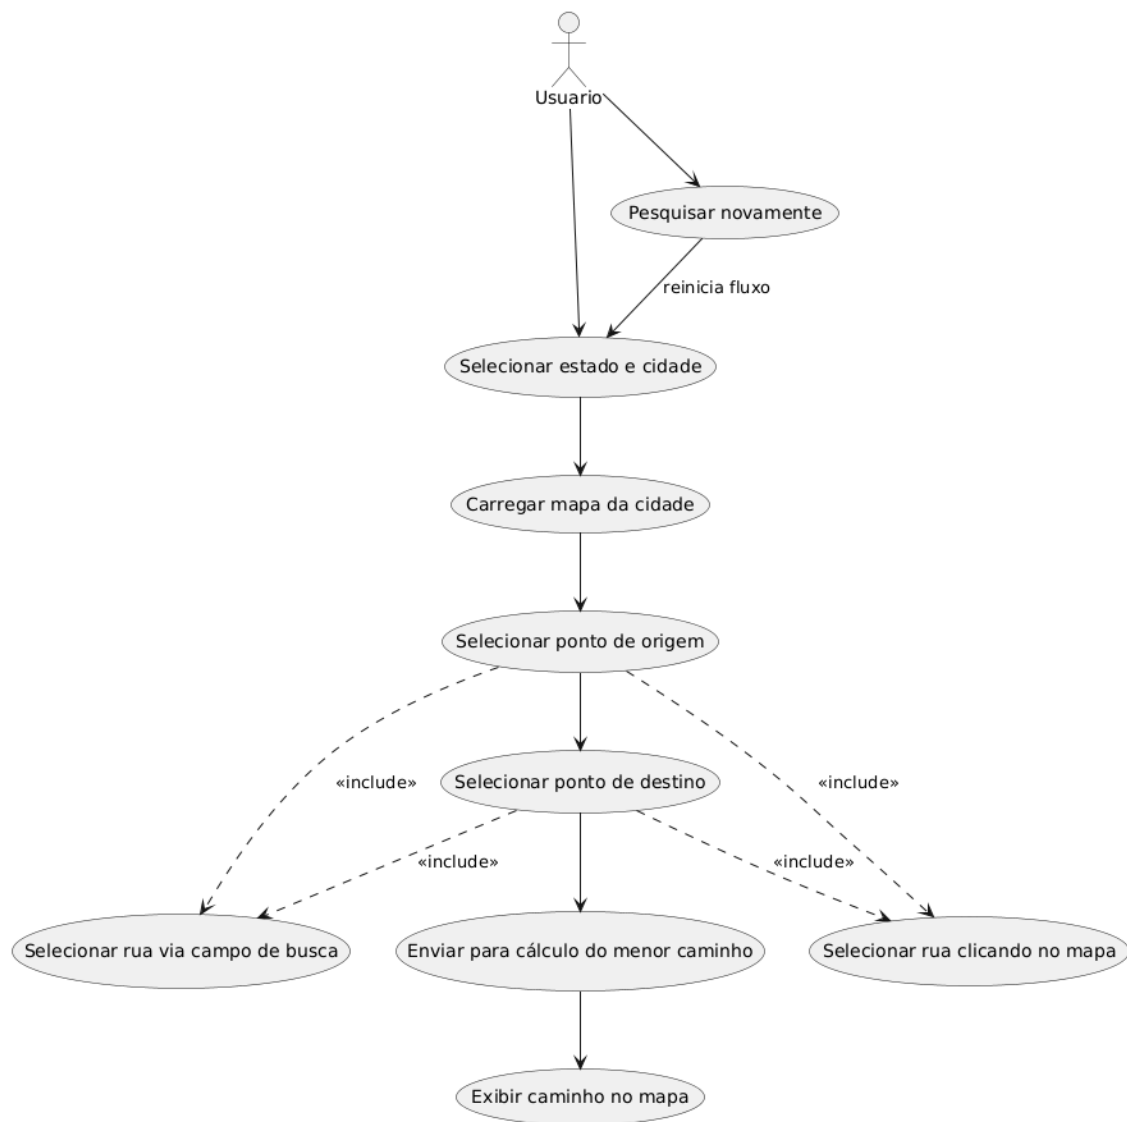 Usuario
Pesquisar novamente
reinicia fluxo
Selecionar estado e cidade
Carregar mapa da cidade
Selecionar ponto de origem
«include»
Selecionar ponto de destino
«include»
«include»
«include»
Selecionar rua via campo de busca
Enviar para cálculo do menor caminho
Selecionar rua clicando no mapa
Exibir caminho no mapa